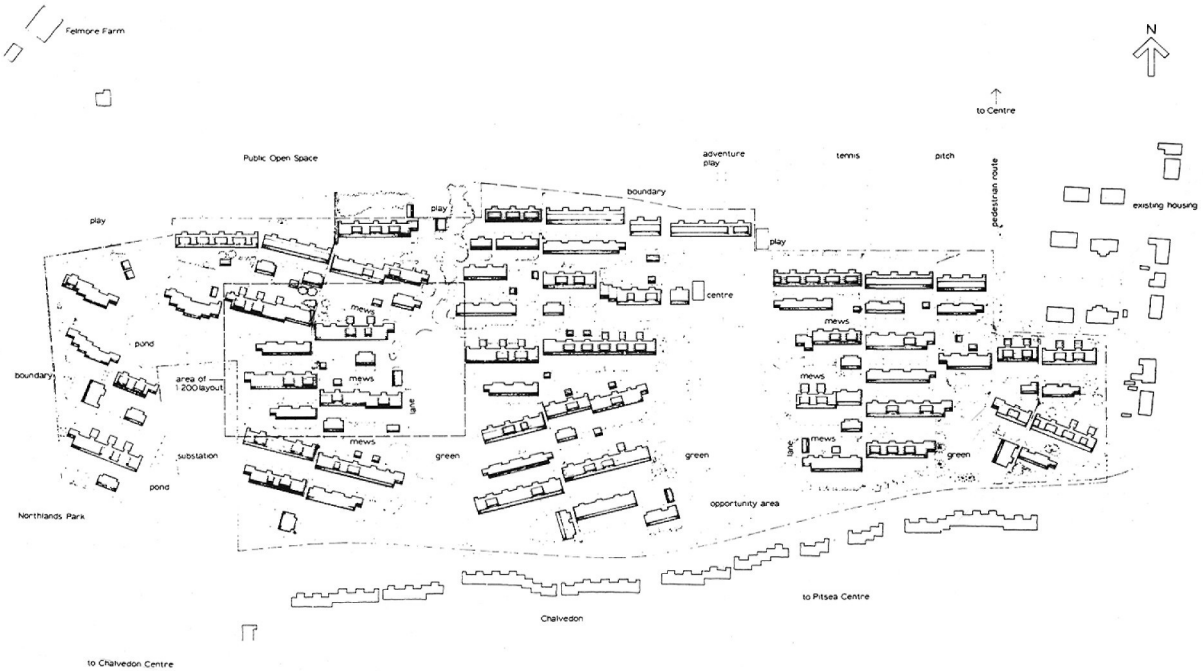 Felmore Farm
N
to Centre
Public Open Space
adventure
play
tennis
pitch
pedestrian route
existing housing
boundary
play
play
play
centre
mews
mews
pond
boundary
area of
1:200 layout
mews
mews
lane
mews
substation
green
green
lane
mews
green
pond
opportunity area
Northlands Park
to Pitsea Centre
Chalvedon
to Chalvedon Centre